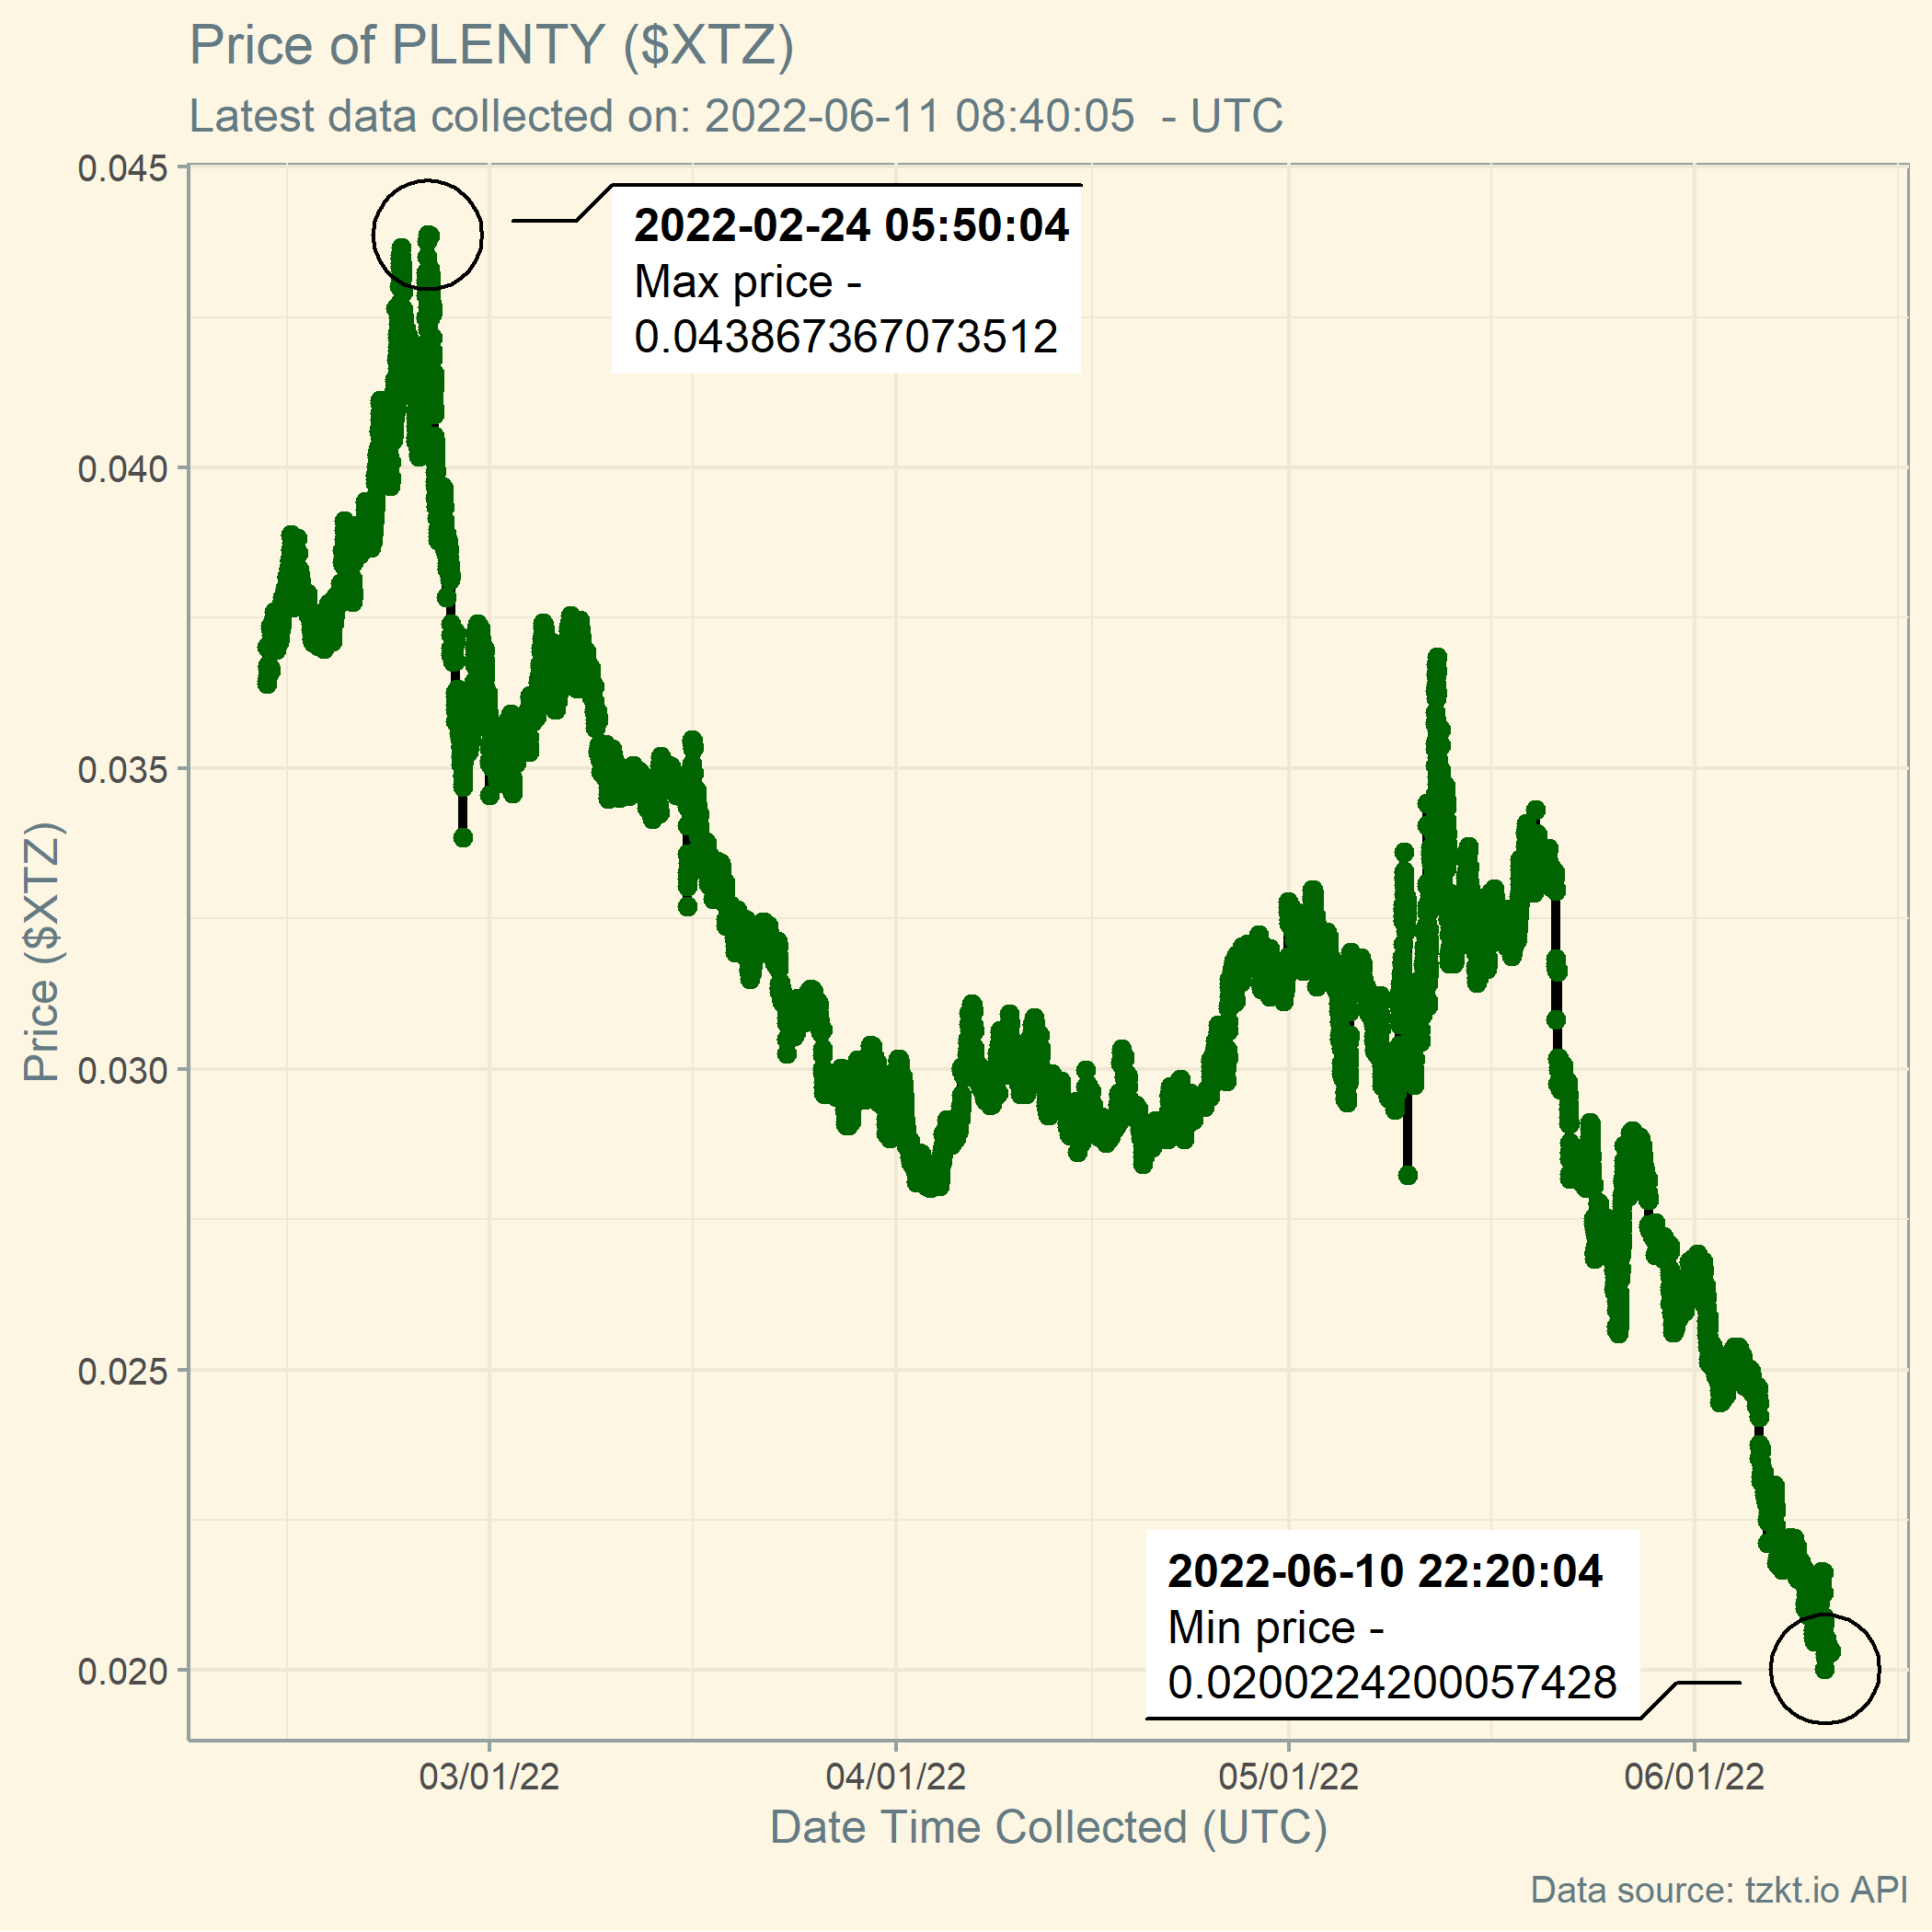 Price of PLENTY ($XTZ)
Latest data collected on: 2022-06-11 08:40:05  - UTC
0.045
2022-02-24 05:50:04
Max price -
0.043867367073512
0.040
0.035
Price ($XTZ)
0.030
0.025
2022-06-10 22:20:04
Min price -
0.0200224200057428
0.020
03/01/22 04/01/22 05/01/22 06/01/22
Date Time Collected (UTC)
Data source: tzkt.io API